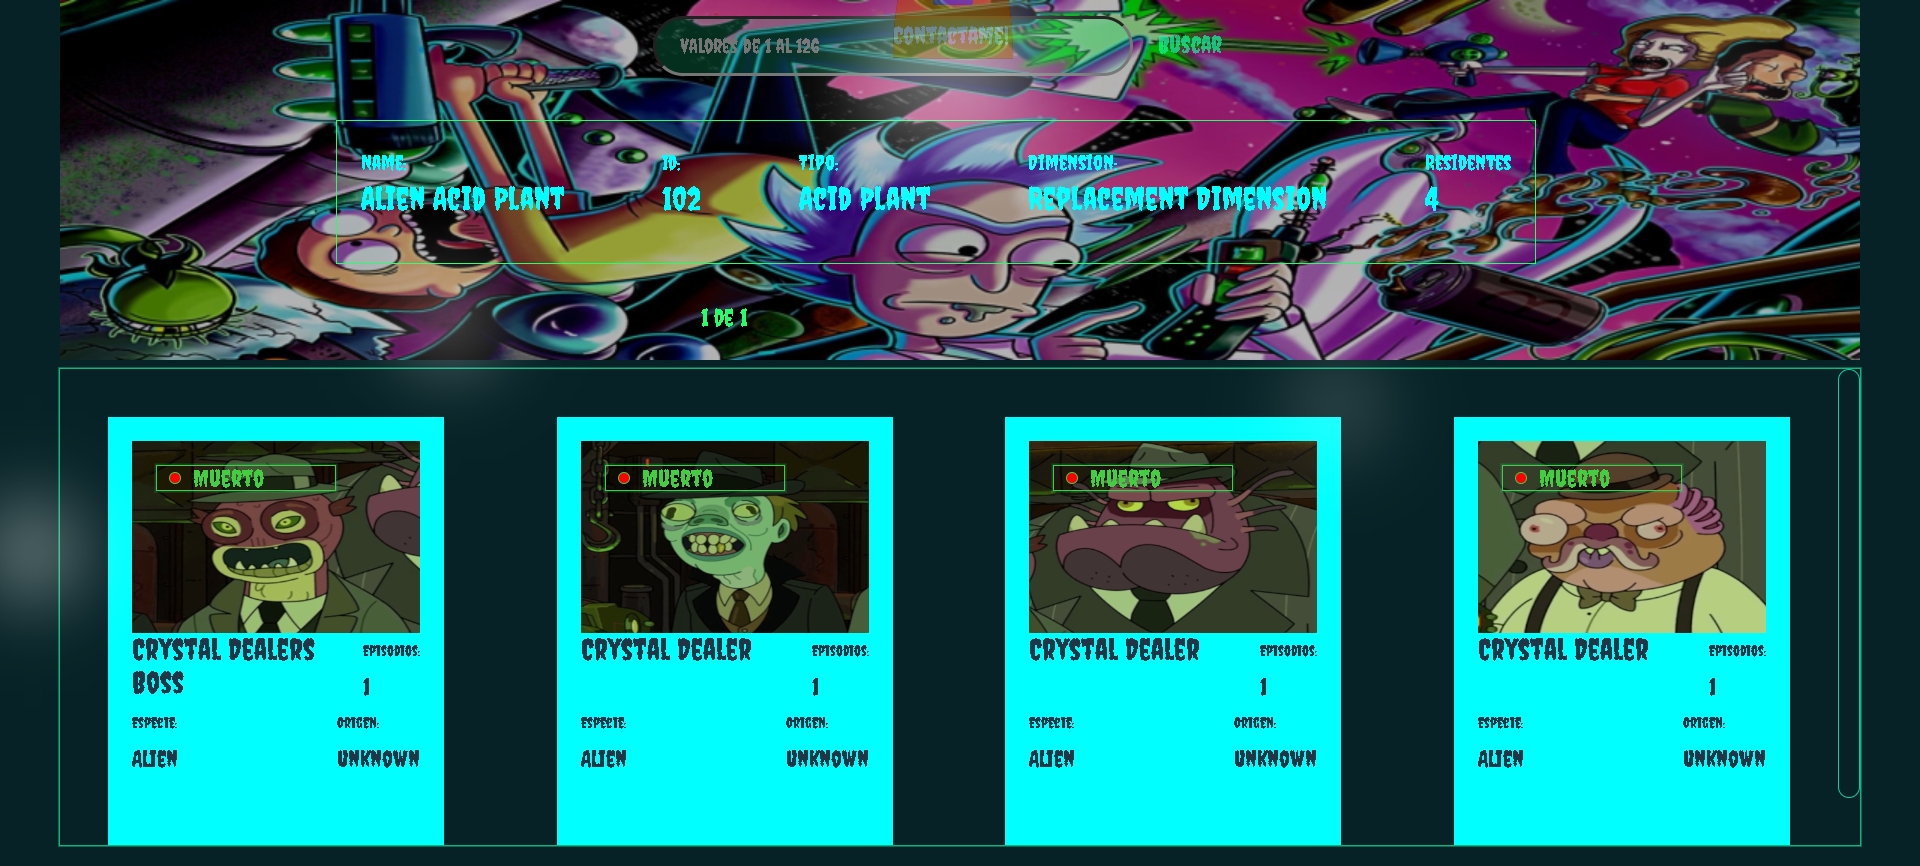 VALORES DE 1 AL 126
CONTACTAME!
BUSCAR
NAME:
ALIEN ACID PLANT
ID:
102
TIPO:
ACID PLANT
DIMENSION:
REPLACEMENT DIMENSION
RESIDENTES
4
1 DE 1
MUERTO
CRYSTAL DEALERS
BOSS
EPISODIOS:
1
ESPECIE:
ALIEN
ORIGEN:
UNKNOWN
MUERTO
CRYSTAL DEALER
EPISODIOS:
1
ESPECIE:
ALIEN
ORIGEN:
UNKNOWN
MUERTO
CRYSTAL DEALER
EPISODIOS:
1
ESPECIE:
ALIEN
ORIGEN:
UNKNOWN
MUERTO
CRYSTAL DEALER
EPISODIOS:
1
ESPECIE:
ALIEN
ORIGEN:
UNKNOWN